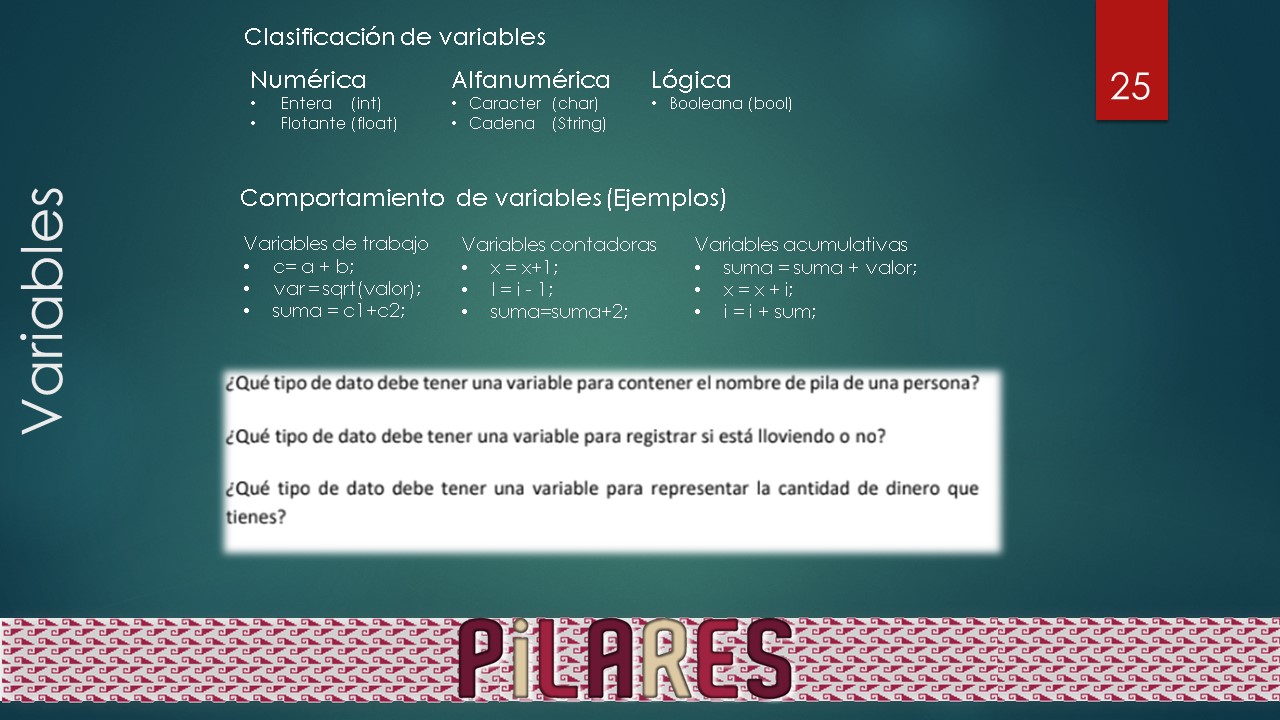 Clasificación de variables
25
Numérica
• Entera (int)
• Flotante (float)
Alfanumérica
• Caracter (char)
• Cadena (String)
Lógica
• Booleana (bool)
Variables
Comportamiento de variables (Ejemplos)
Variables de trabajo
• c= a + b;
• var=sqrt(valor);
• suma = c1+c2;
Variables contadoras
• x = x+1;
• I = i - 1;
• suma=suma+2;
Variables acumulativas
• suma = suma + valor;
• x = x + i;
• i = i + sum;
¿Qué tipo de dato debe tener una variable para contener el nombre de pila de una persona?
¿Qué tipo de dato debe tener una variable para registrar si está lloviendo o no?
¿Qué tipo de dato debe tener una variable para representar la cantidad de dinero que
tienes?
PiLARES